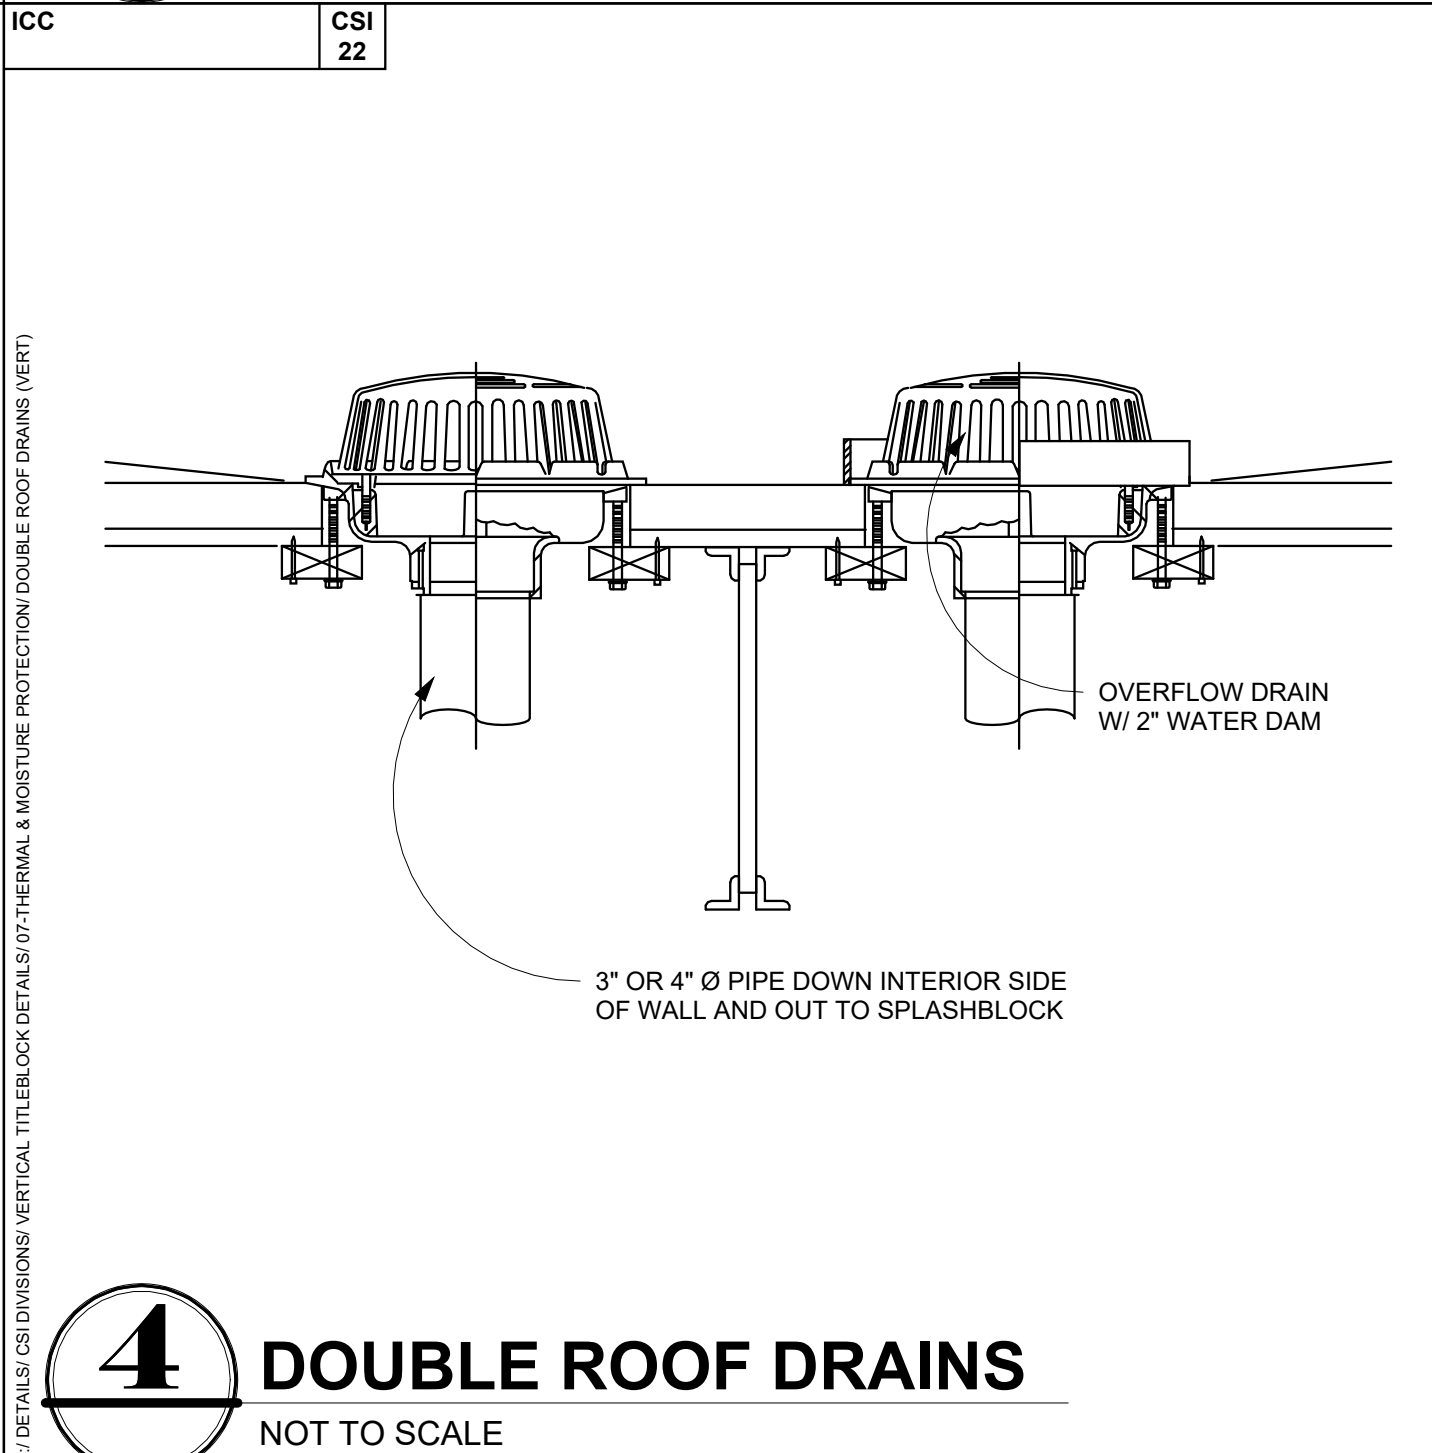 ICC
CSI
22
:/ DETAILS/ CSI DIVISIONS/ VERTICAL TITLEBLOCK DETAILS/ 07-THERMAL & MOISTURE PROTECTION/ DOUBLE ROOF DRAINS (VERT)
OVERFLOW DRAIN
W/ 2" WATER DAM
3" OR 4" Ø PIPE DOWN INTERIOR SIDE
OF WALL AND OUT TO SPLASHBLOCK
4
DOUBLE ROOF DRAINS
NOT TO SCALE